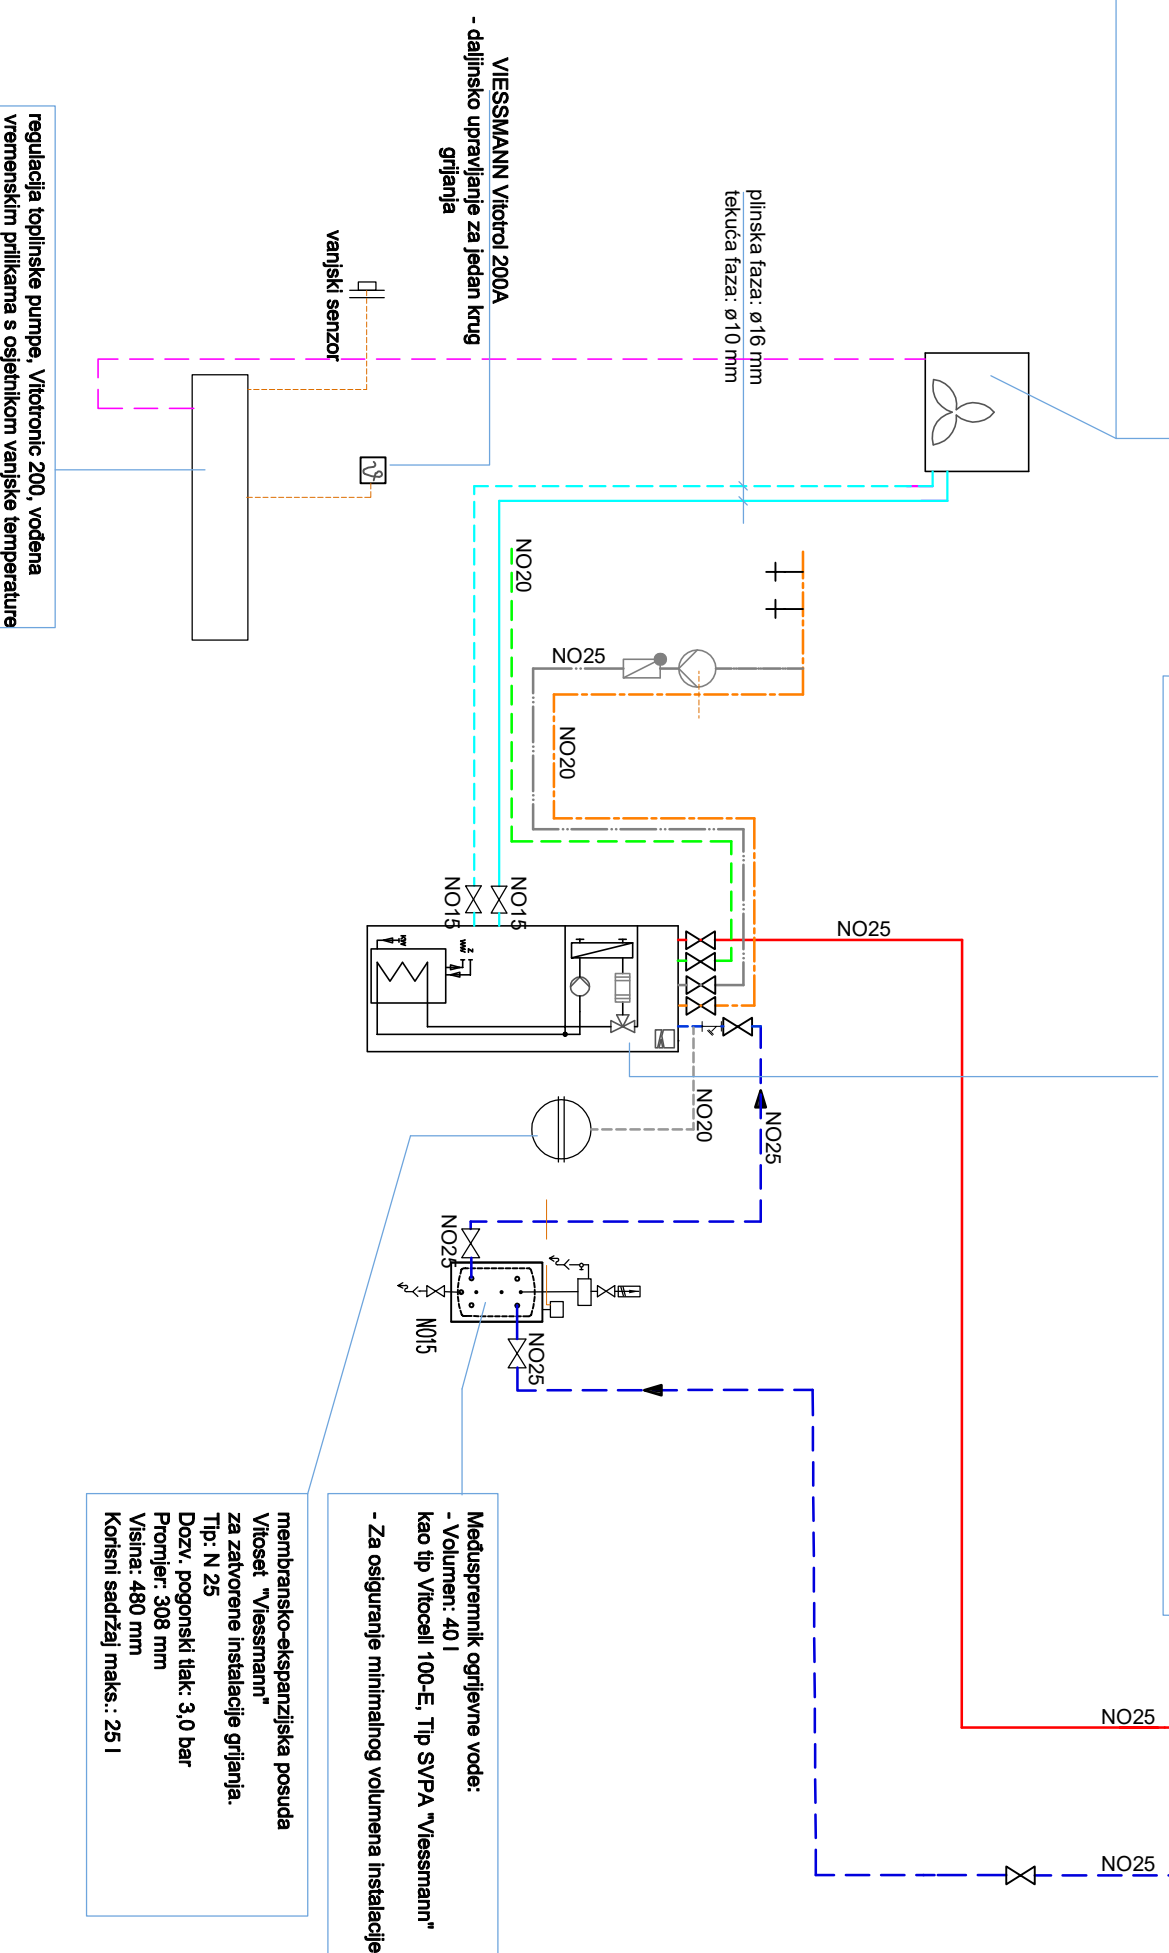 VIESSMANN Vitotrol 200A
- daljinsko upravljanje za jedan krug
grijanja
plinska faza: ø16 mm
tekuća faza: ø10 mm
vanjski senzor
regulacija toplinske pumpe, Vitotronic 200, vođena
vremenskim prilikama s osjetnikom vanjske temperature
NO20
NO25
NO20
NO15
NO15
NO25
NO20
NO25
NO25
NO15
NO25
Međuspremnik ogrjevne vode:
- Volumen: 40 l
kao tip Vitocell 100-E, Tip SVPA "Viessmann"
- Za osiguranje minimalnog volumena instalacije
membransko-ekspanzijska posuda
Vitoset "Viessmann"
za zatvorene instalacije grijanja.
Tip: N 25
Dozv. pogonski tlak: 3,0 bar
Promjer: 308 mm
Visina: 480 mm
Korisni sadržaj maks.: 25 l
NO25
NO25